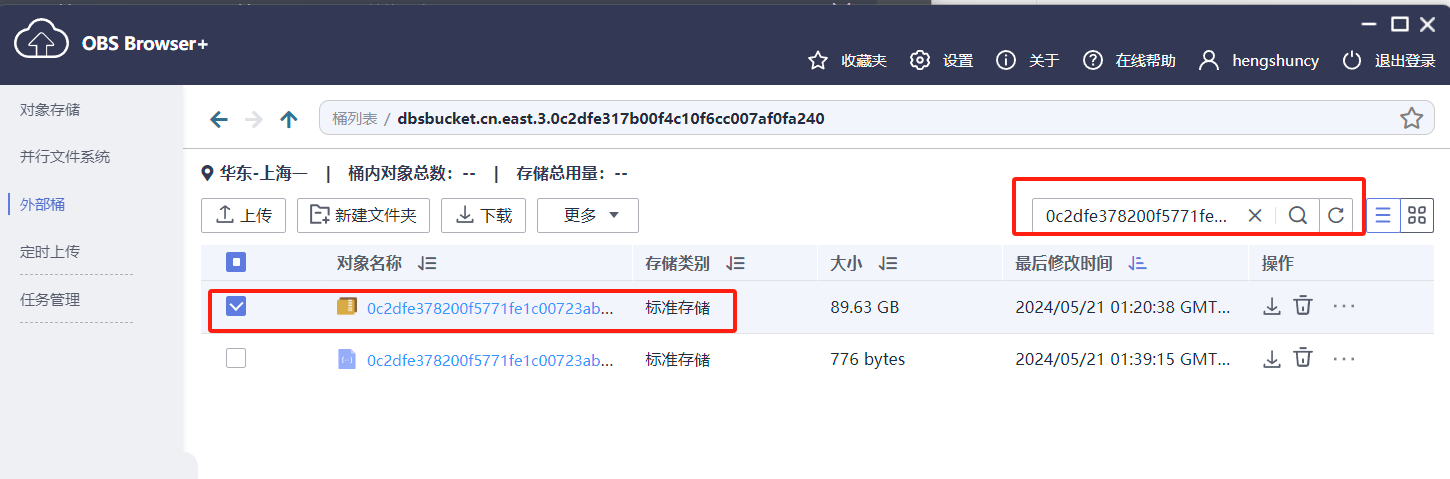 OBS Browser+
收藏夹 设置 关于 在线帮助 hengshuncy 退出登录
对象存储
并行文件系统
外部桶
定时上传
任务管理
桶列表 / dbsbucket.cn.east.3.0c2dfe317b00f4c10f6cc007af0fa240
华东-上海一 | 桶内对象总数：-- | 存储总用量：--
上传 新建文件夹 下载 更多 0c2dfe378200f5771fe...
对象名称 存储类别 大小 最后修改时间 操作
0c2dfe378200f5771fe1c00723ab... 标准存储 89.63 GB 2024/05/21 01:20:38 GMT... ···
0c2dfe378200f5771fe1c00723ab... 标准存储 776 bytes 2024/05/21 01:39:15 GMT... ···